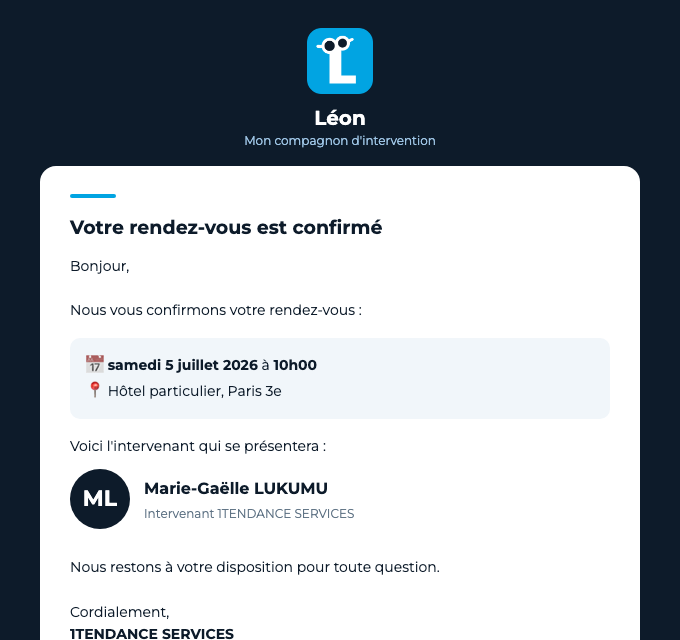 Léon
Mon compagnon d'intervention
Votre rendez-vous est confirmé
Bonjour,
Nous vous confirmons votre rendez-vous :
📅 samedi 5 juillet 2026 à 10h00
📍 Hôtel particulier, Paris 3e
Voici l'intervenant qui se présentera :
ML
Marie-Gaëlle LUKUMU
Intervenant 1TENDANCE SERVICES
Nous restons à votre disposition pour toute question.
Cordialement,
1TENDANCE SERVICES